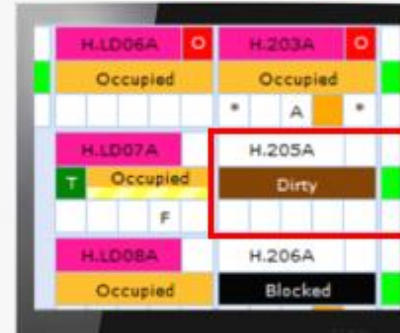 H.LD06A O H.203A O
Occupied Occupied
* A *
H.LD07A H.205A
T Occupied Dirty
F
H.LD08A H.206A
Occupied Blocked